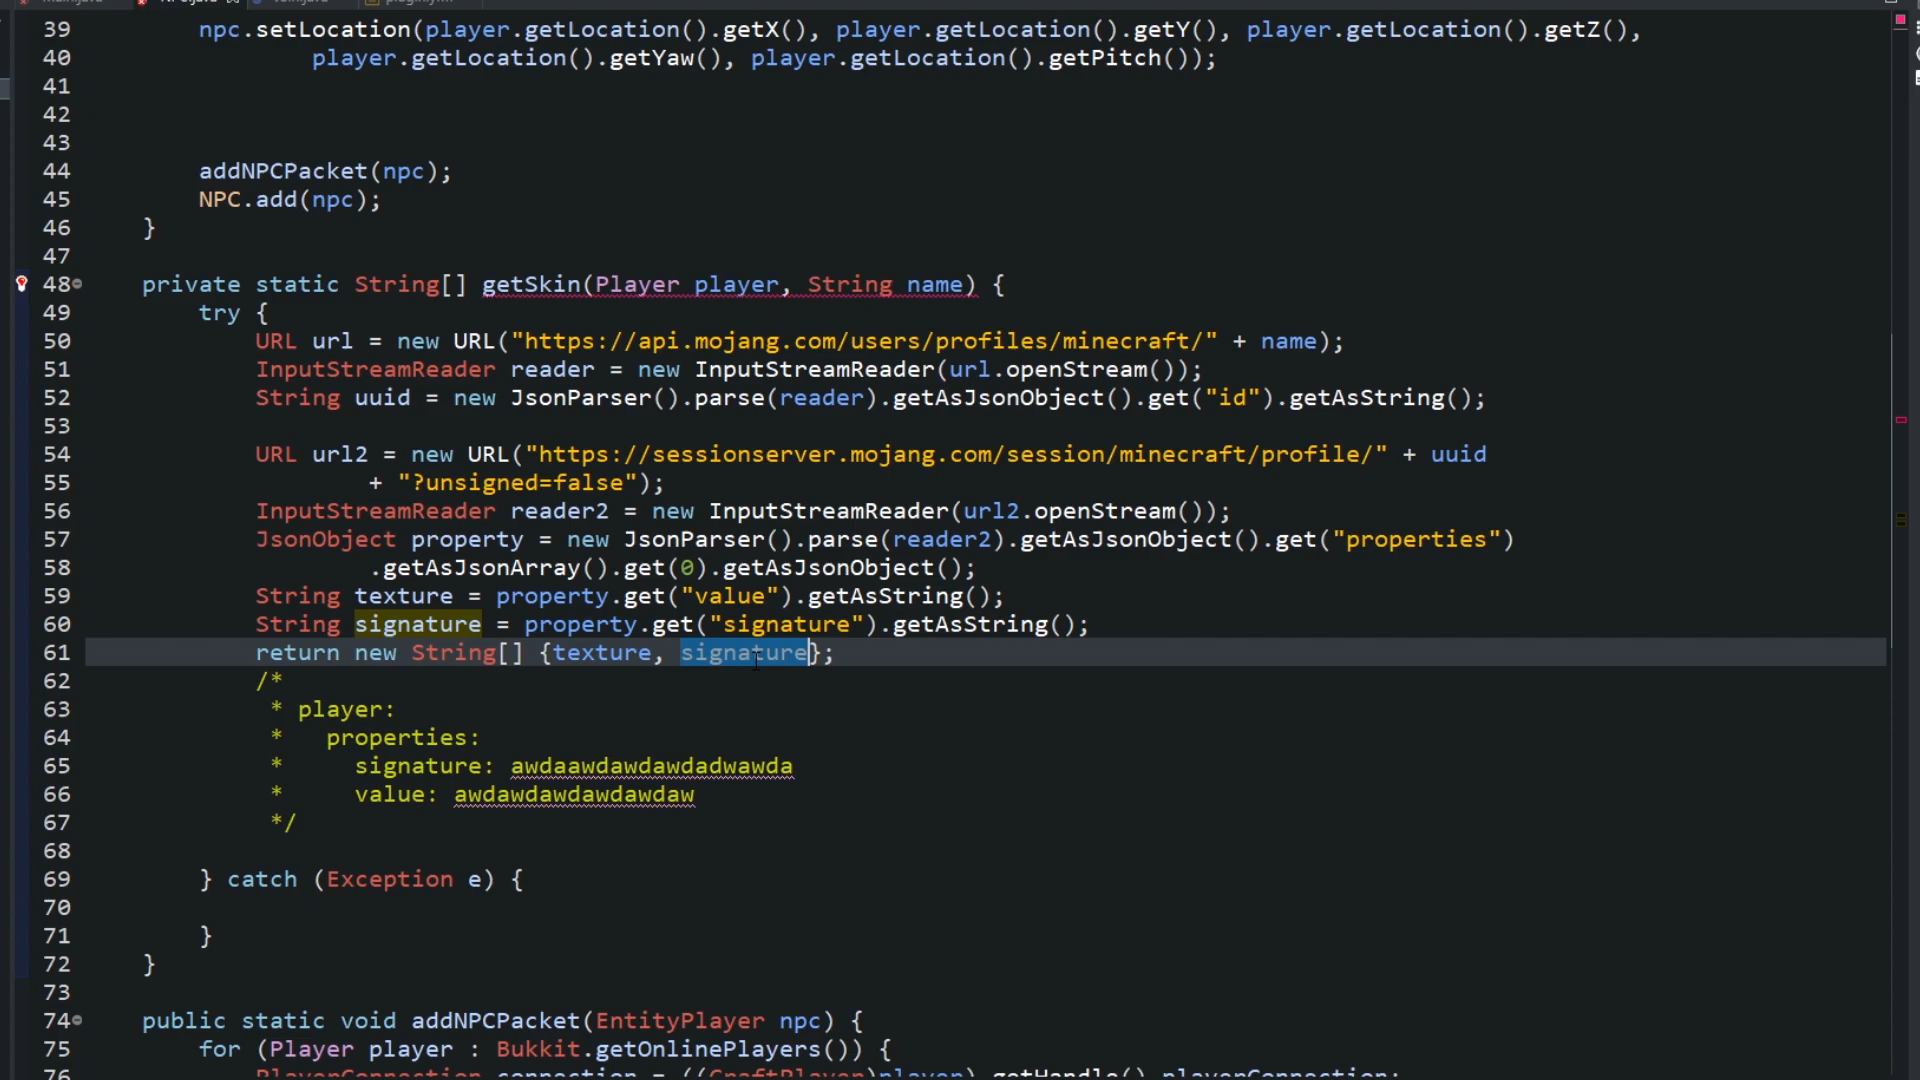 39 npc.setLocation(player.getLocation().getX(), player.getLocation().getY(), player.getLocation().getZ(),
40 player.getLocation().getYaw(), player.getLocation().getPitch());
41
42
43
44 addNPCPacket(npc);
45 NPC.add(npc);
46 }
47
48 private static String[] getSkin(Player player, String name) {
49 try {
50 URL url = new URL("https://api.mojang.com/users/profiles/minecraft/" + name);
51 InputStreamReader reader = new InputStreamReader(url.openStream());
52 String uuid = new JsonParser().parse(reader).getAsJsonObject().get("id").getAsString();
53
54 URL url2 = new URL("https://sessionserver.mojang.com/session/minecraft/profile/" + uuid
55 + "?unsigned=false");
56 InputStreamReader reader2 = new InputStreamReader(url2.openStream());
57 JsonObject property = new JsonParser().parse(reader2).getAsJsonObject().get("properties")
58 .getAsJsonArray().get(0).getAsJsonObject();
59 String texture = property.get("value").getAsString();
60 String signature = property.get("signature").getAsString();
61 return new String[] {texture, signature};
62 /*
63 * player:
64 * properties:
65 * signature: awdaawdawdawdadwawda
66 * value: awdawdawdawdawdaw
67 */
68
69 } catch (Exception e) {
70
71 }
72 }
73
74 public static void addNPCPacket(EntityPlayer npc) {
75 for (Player player : Bukkit.getOnlinePlayers()) {
76 PlayerConnection connection = ((CraftPlayer)player).getHandle().playerConnection;